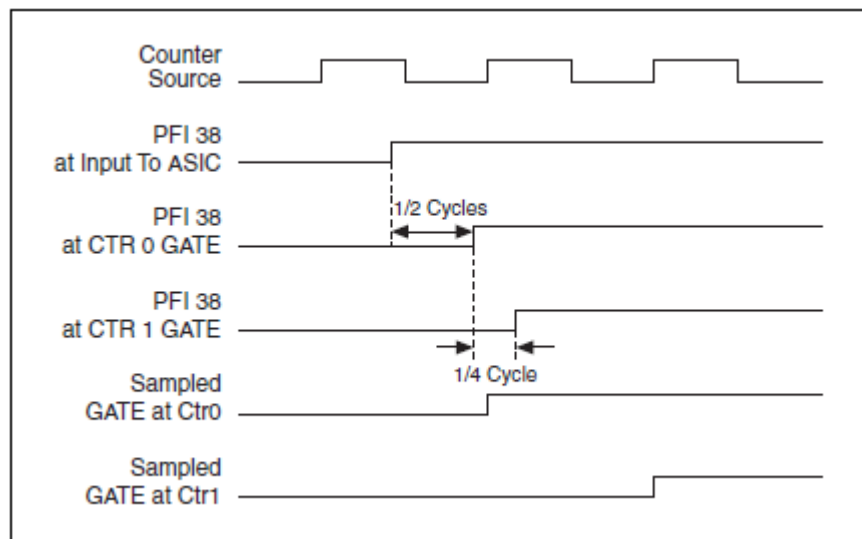 Counter
Source
PFI 38
at Input To ASIC
1/2 Cycles
PFI 38
at CTR 0 GATE
PFI 38
at CTR 1 GATE
1/4 Cycle
Sampled
GATE at Ctr0
Sampled
GATE at Ctr1